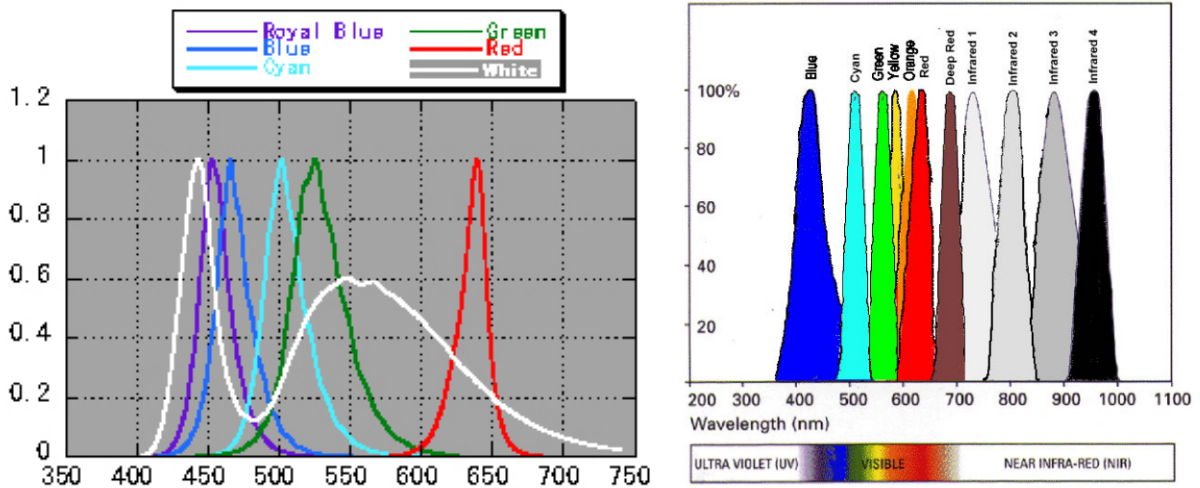 Royal Blue
Green
Blue
Red
Cyan
White
1.2
1
0.8
0.6
0.4
0.2
0
350 400 450 500 550 600 650 700 750
Blue
Cyan
Green
Yellow
Orange
Red
Deep Red
Infrared 1
Infrared 2
Infrared 3
Infrared 4
100%
80
60
40
20
200 300 400 500 600 700 800 900 1000 1100
Wavelength (nm)
ULTRA VIOLET (UV) VISIBLE NEAR INFRA-RED (NIR)